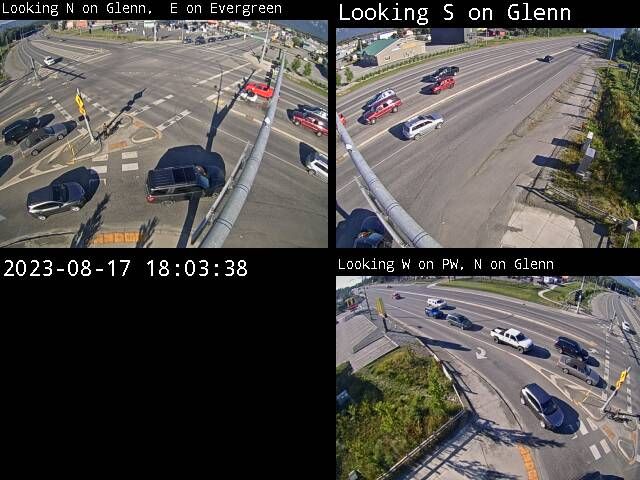 Looking N on Glenn,  E on Evergreen
Looking S on Glenn
2023-08-17 18:03:38
Looking W on PW, N on Glenn